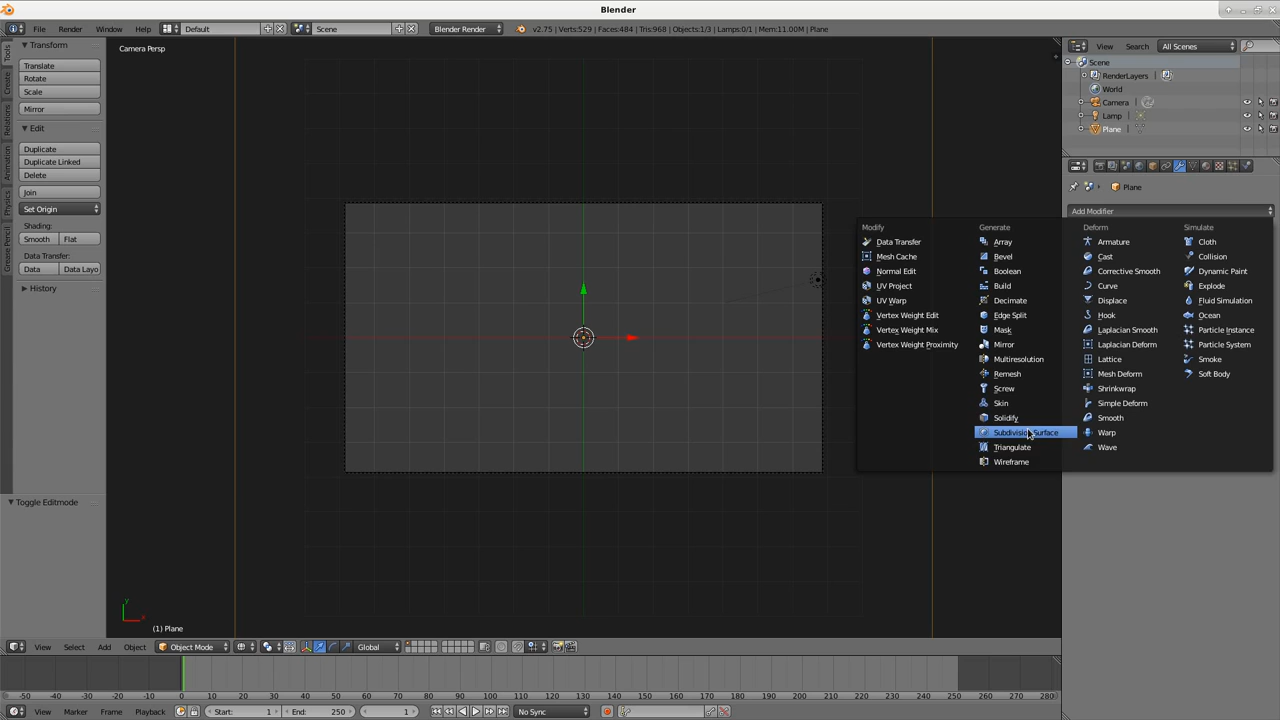 Blender
File Render Window Help Default Scene Blender Render v2.75 | Verts:529 | Faces:484 | Tris:968 | Objects:1/3 | Lamps:0/1 | Mem:11.00M | Plane
Tools
Create
Relations
Animation
Physics
Grease Pencil
Transform
Translate
Rotate
Scale
Mirror
Edit
Duplicate
Duplicate Linked
Delete
Join
Set Origin
Shading:
Smooth Flat
Data Transfer:
Data Data Layo
History
Toggle Editmode
Camera Persp
y
x
(1) Plane
View Search All Scenes
Scene
RenderLayers
World
Camera
Lamp
Plane
Plane
Add Modifier
Modify
Data Transfer
Mesh Cache
Normal Edit
UV Project
UV Warp
Vertex Weight Edit
Vertex Weight Mix
Vertex Weight Proximity
Generate
Array
Bevel
Boolean
Build
Decimate
Edge Split
Mask
Mirror
Multiresolution
Remesh
Screw
Skin
Solidify
Subdivision Surface
Triangulate
Wireframe
Deform
Armature
Cast
Corrective Smooth
Curve
Displace
Hook
Laplacian Smooth
Laplacian Deform
Lattice
Mesh Deform
Shrinkwrap
Simple Deform
Smooth
Warp
Wave
Simulate
Cloth
Collision
Dynamic Paint
Explode
Fluid Simulation
Ocean
Particle Instance
Particle System
Smoke
Soft Body
View Select Add Object Object Mode Global
-50 -40 -30 -20 -10 0 10 20 30 40 50 60 70 80 90 100 110 120 130 140 150 160 170 180 190 200 210 220 230 240 250 260 270 280
View Marker Frame Playback Start: 1 End: 250 1 No Sync